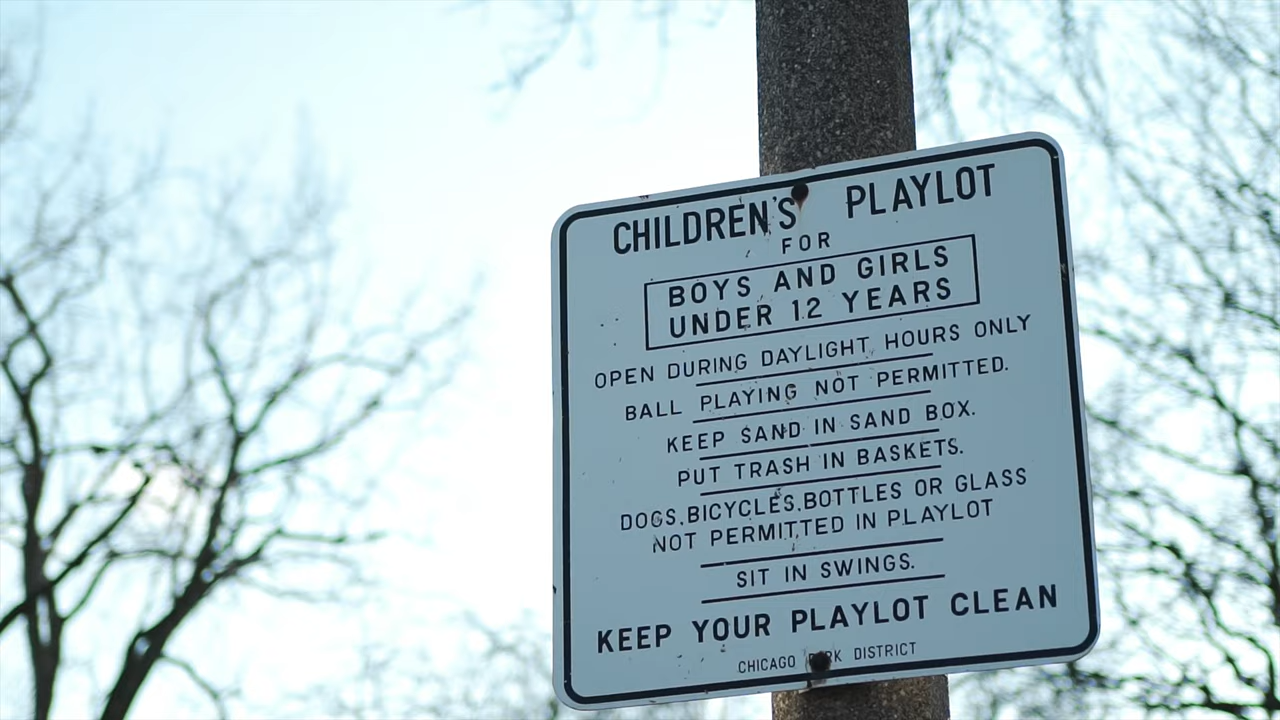 CHILDREN'S PLAYLOT
FOR
BOYS AND GIRLS
UNDER 12 YEARS
OPEN DURING DAYLIGHT HOURS ONLY
BALL PLAYING NOT PERMITTED.
KEEP SAND IN SAND BOX.
PUT TRASH IN BASKETS.
DOGS, BICYCLES, BOTTLES OR GLASS
NOT PERMITTED IN PLAYLOT
SIT IN SWINGS.
KEEP YOUR PLAYLOT CLEAN
CHICAGO PARK DISTRICT